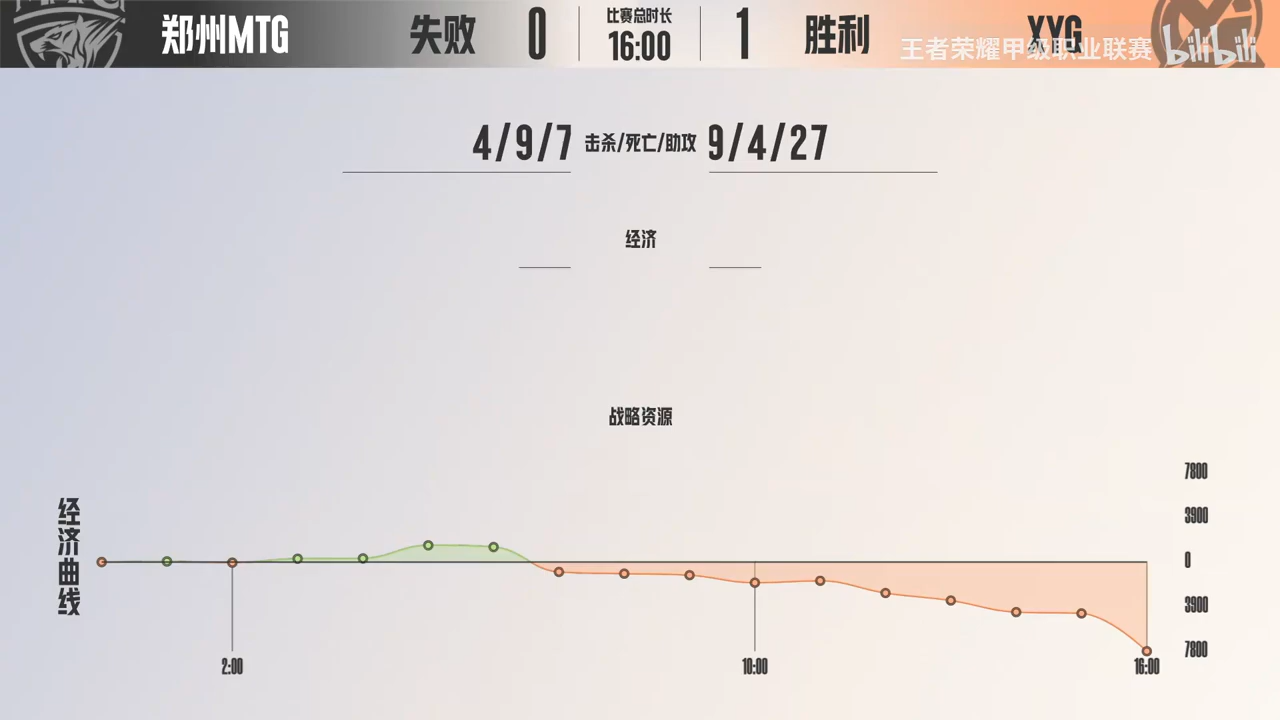 郑州MTG 失败 0 比赛总时长 16:00 1 胜利 XYG
王者荣耀甲级职业联赛 bilibili
4/9/7 击杀/死亡/助攻 9/4/27
经济
战略资源
经济曲线
7800
3900
0
3900
7800
2:00 10:00 16:00